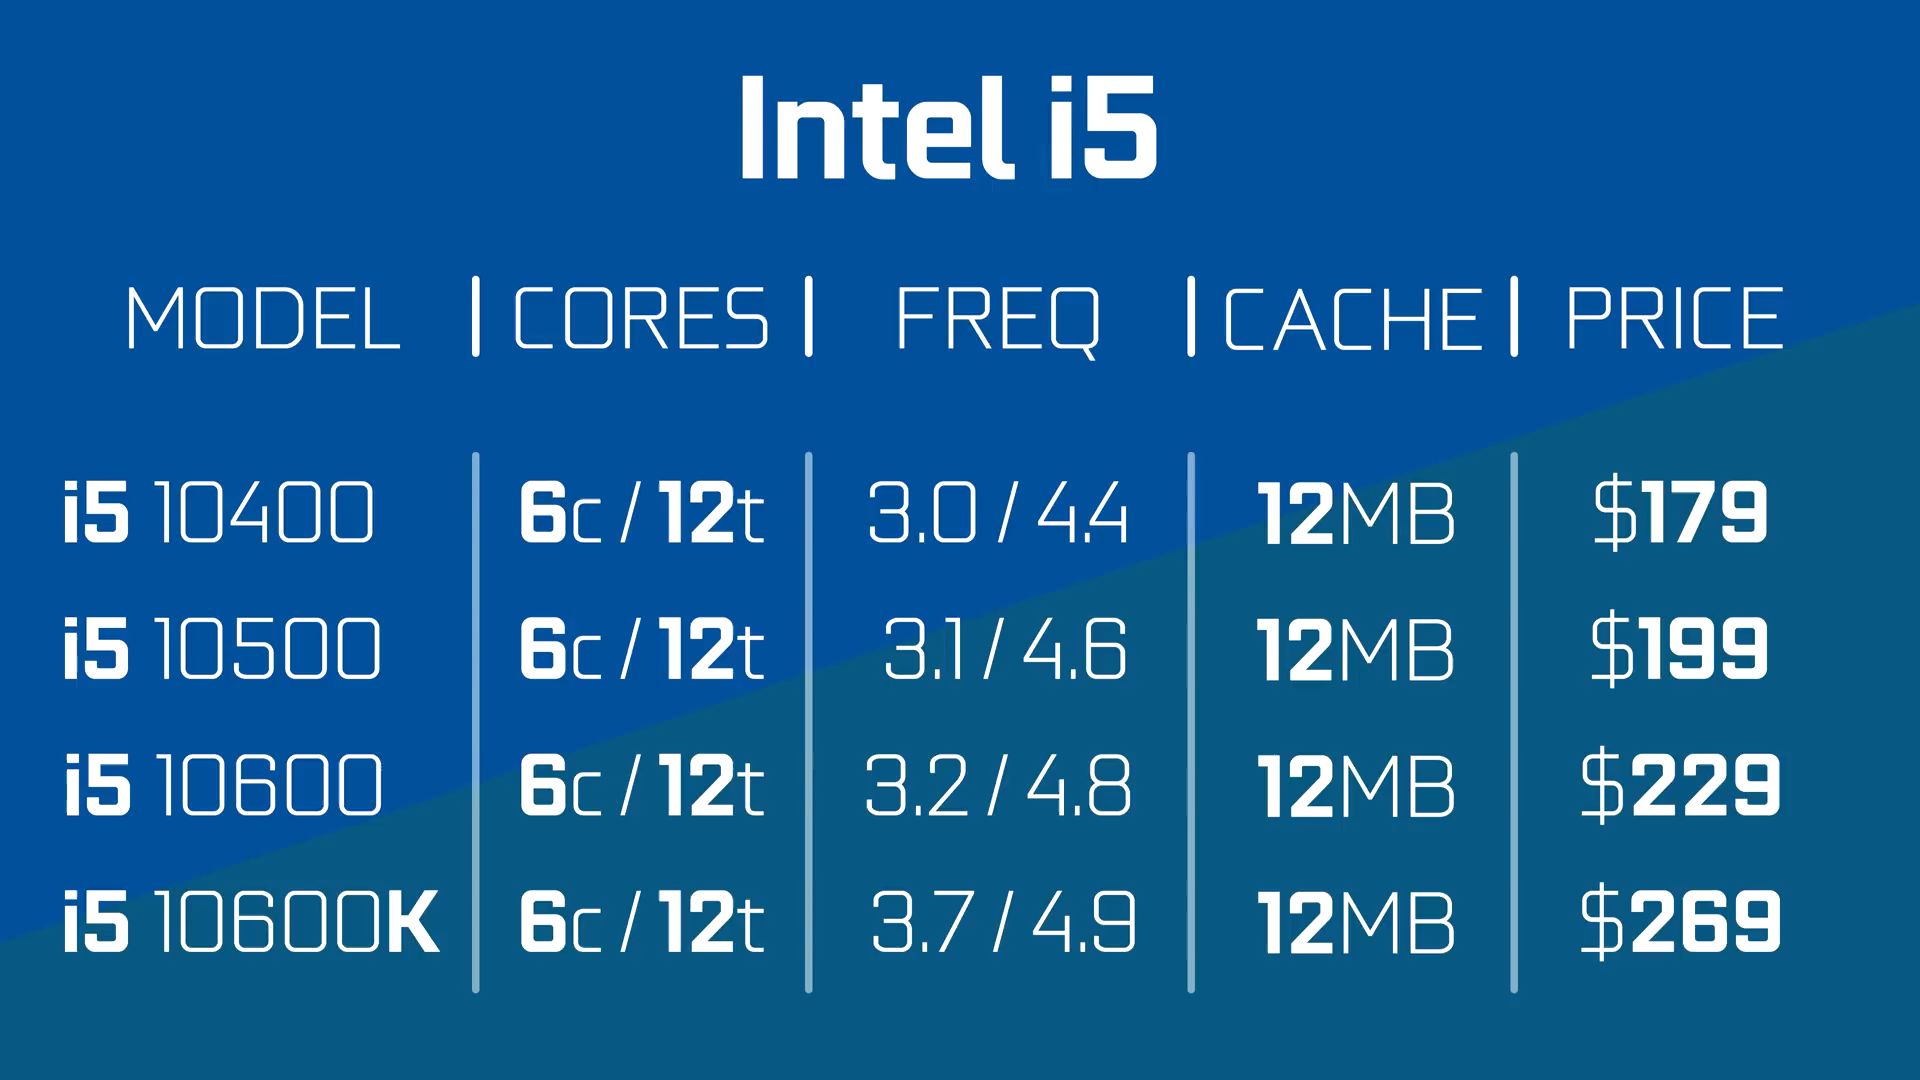 Intel i5
MODEL | CORES | FREQ | CACHE | PRICE
i5 10400 6c / 12t 3.0 / 4.4 12MB $179
i5 10500 6c / 12t 3.1 / 4.6 12MB $199
i5 10600 6c / 12t 3.2 / 4.8 12MB $229
i5 10600K 6c / 12t 3.7 / 4.9 12MB $269